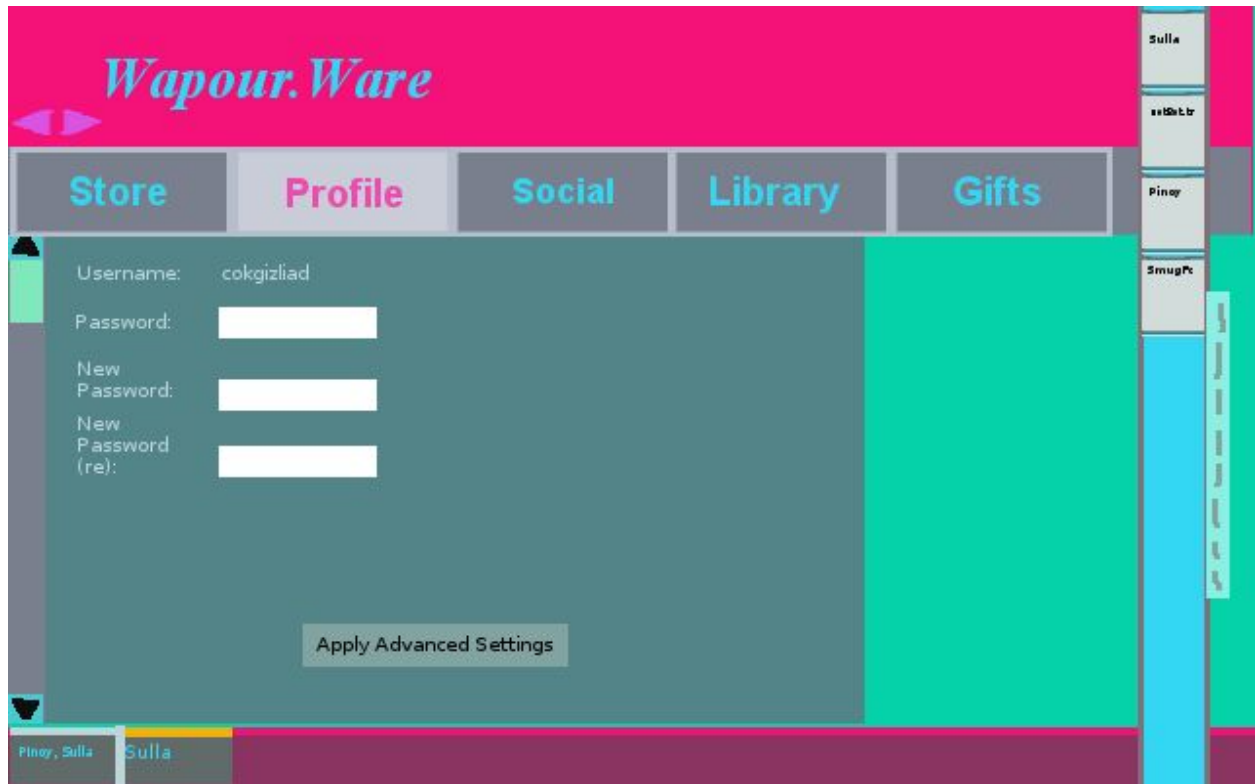 Wapour.Ware
Store
Profile
Social
Library
Gifts
Username: cokgizliad
Password:
New
Password:
New
Password
(re):
Apply Advanced Settings
Pinoy, Sulla
Sulla
Sulla
Pinoy